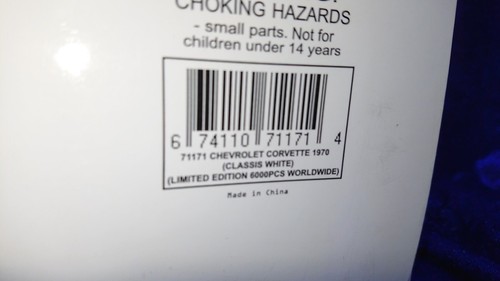 CHOKING HAZARDS
- small parts. Not for
children under 14 years
6 74110 71171 4
71171 CHEVROLET CORVETTE 1970
(CLASSIS WHITE)
(LIMITED EDITION 6000PCS WORLDWIDE)
Made in China